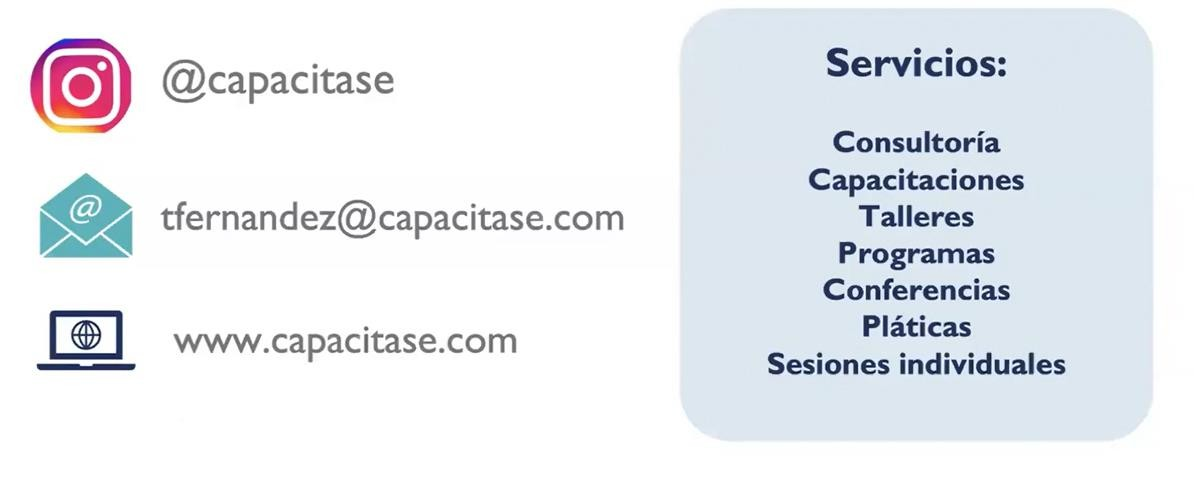 @capacitase
tfernandez@capacitase.com
www.capacitase.com
Servicios:
Consultoría
Capacitaciones
Talleres
Programas
Conferencias
Pláticas
Sesiones individuales